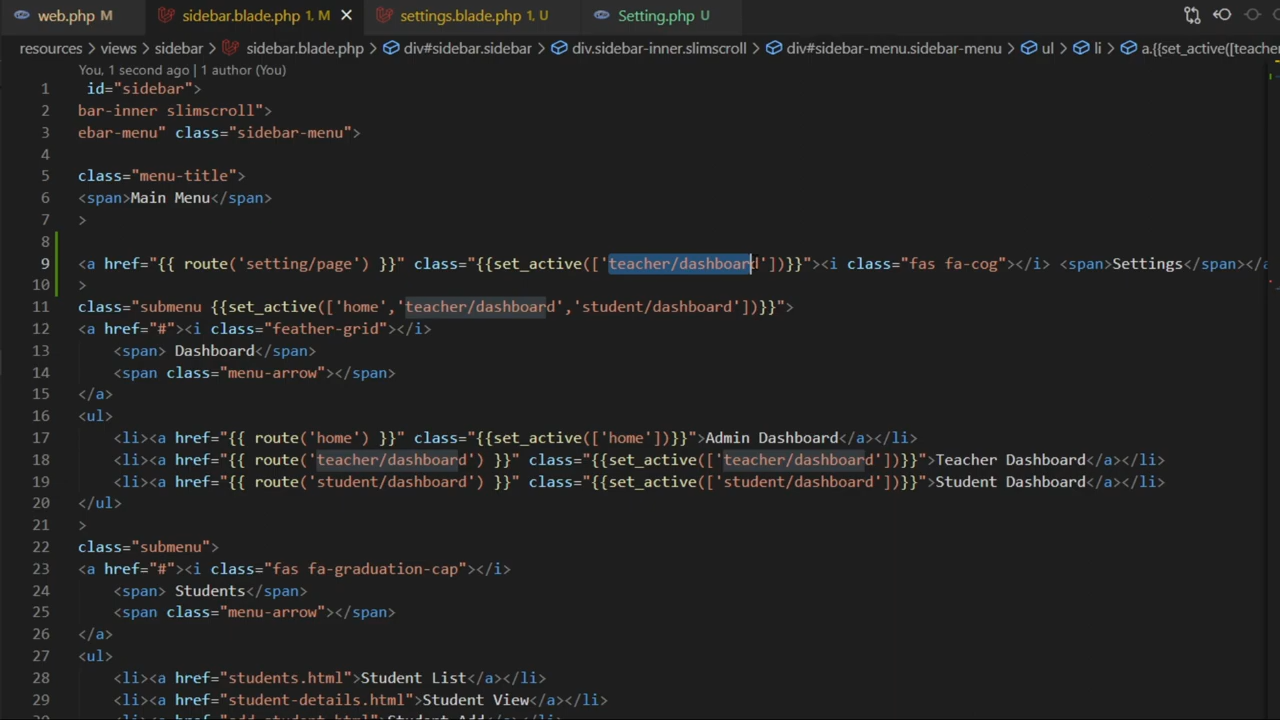 web.php M sidebar.blade.php 1, M settings.blade.php 1, U Setting.php U
resources > views > sidebar > sidebar.blade.php > div#sidebar.sidebar > div.sidebar-inner.slimscroll > div#sidebar-menu.sidebar-menu > ul > li > a.{{set_active([teache
You, 1 second ago | 1 author (You)
1 id="sidebar">
2 bar-inner slimscroll">
3 ebar-menu" class="sidebar-menu">
4
5 class="menu-title">
6 <span>Main Menu</span>
7 >
8
9 <a href="{{ route('setting/page') }}" class="{{set_active(['teacher/dashboard'])}}"><i class="fas fa-cog"></i> <span>Settings</span></a
10 >
11 class="submenu {{set_active(['home','teacher/dashboard','student/dashboard'])}}">
12 <a href="#"><i class="feather-grid"></i>
13 <span> Dashboard</span>
14 <span class="menu-arrow"></span>
15 </a>
16 <ul>
17 <li><a href="{{ route('home') }}" class="{{set_active(['home'])}}">Admin Dashboard</a></li>
18 <li><a href="{{ route('teacher/dashboard') }}" class="{{set_active(['teacher/dashboard'])}}">Teacher Dashboard</a></li>
19 <li><a href="{{ route('student/dashboard') }}" class="{{set_active(['student/dashboard'])}}">Student Dashboard</a></li>
20 </ul>
21 >
22 class="submenu">
23 <a href="#"><i class="fas fa-graduation-cap"></i>
24 <span> Students</span>
25 <span class="menu-arrow"></span>
26 </a>
27 <ul>
28 <li><a href="students.html">Student List</a></li>
29 <li><a href="student-details.html">Student View</a></li>